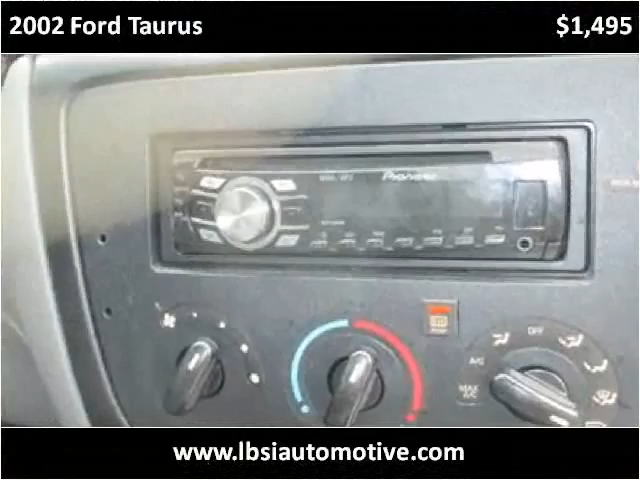 2002 Ford Taurus
$1,495
Pioneer
OFF
A/C
MAX
A/C
www.lbsiautomotive.com